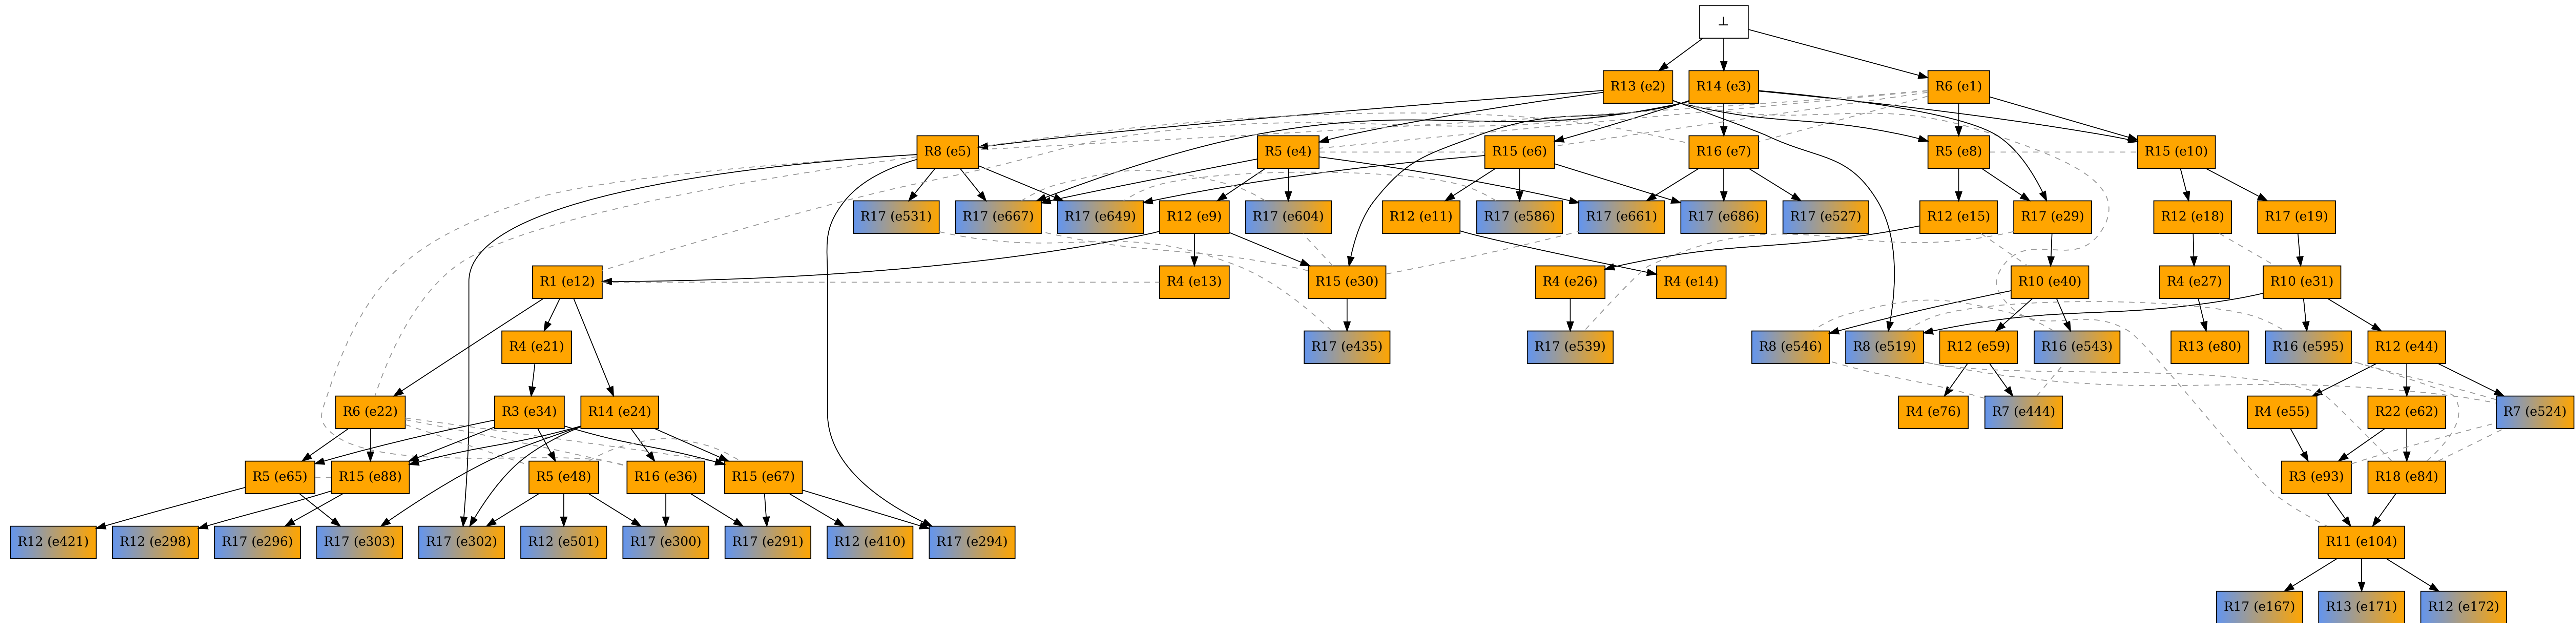 ⊥
R13 (e2) R14 (e3) R6 (e1)
R8 (e5) R5 (e4) R15 (e6) R16 (e7) R5 (e8) R15 (e10)
R17 (e531) R17 (e667) R17 (e649) R12 (e9) R17 (e604) R12 (e11) R17 (e586) R17 (e661) R17 (e686) R17 (e527) R12 (e15) R17 (e29) R12 (e18) R17 (e19)
R1 (e12) R4 (e13) R15 (e30) R4 (e26) R4 (e14) R10 (e40) R4 (e27) R10 (e31)
R4 (e21) R17 (e435) R17 (e539) R8 (e546) R8 (e519) R12 (e59) R16 (e543) R13 (e80) R16 (e595) R12 (e44)
R6 (e22) R3 (e34) R14 (e24) R4 (e76) R7 (e444) R4 (e55) R22 (e62) R7 (e524)
R5 (e65) R15 (e88) R5 (e48) R16 (e36) R15 (e67) R3 (e93) R18 (e84)
R12 (e421) R12 (e298) R17 (e296) R17 (e303) R17 (e302) R12 (e501) R17 (e300) R17 (e291) R12 (e410) R17 (e294) R11 (e104)
R17 (e167) R13 (e171) R12 (e172)